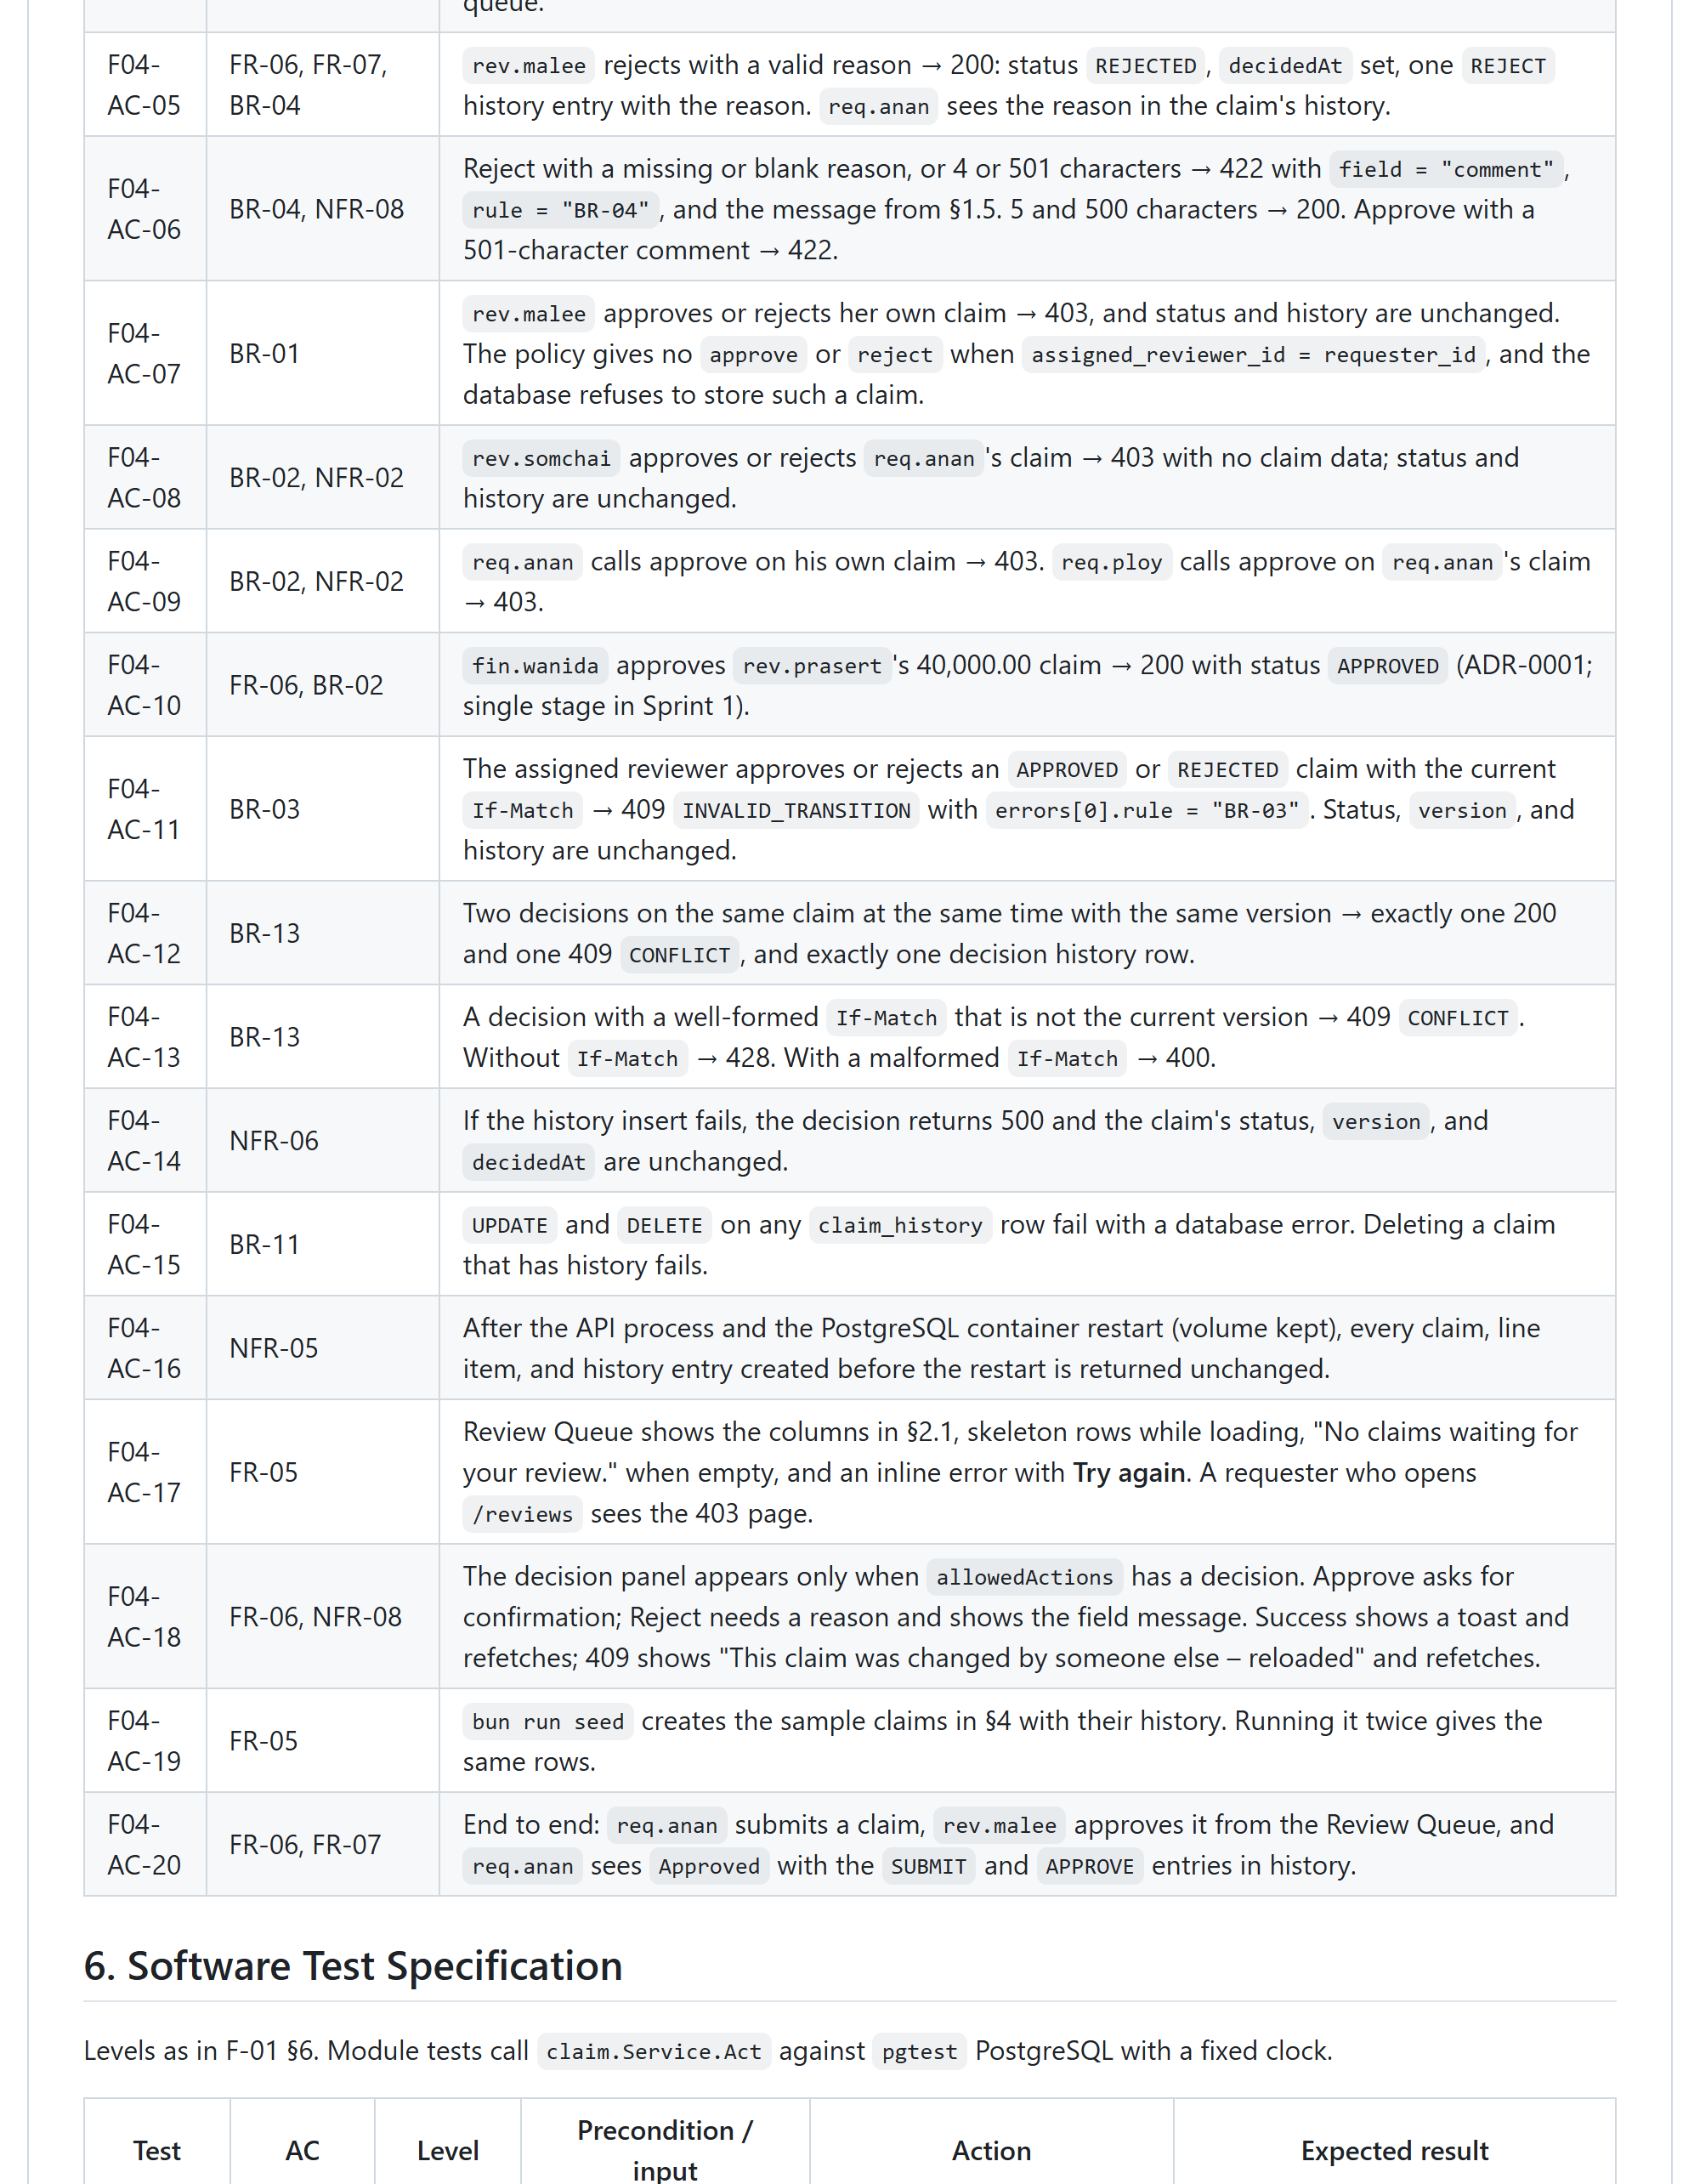 queue.
F04-
AC-05
FR-06, FR-07,
BR-04
rev.malee rejects with a valid reason → 200: status REJECTED, decidedAt set, one REJECT
history entry with the reason. req.anan sees the reason in the claim's history.
F04-
AC-06
BR-04, NFR-08
Reject with a missing or blank reason, or 4 or 501 characters → 422 with field = "comment",
rule = "BR-04", and the message from §1.5. 5 and 500 characters → 200. Approve with a
501-character comment → 422.
F04-
AC-07
BR-01
rev.malee approves or rejects her own claim → 403, and status and history are unchanged.
The policy gives no approve or reject when assigned_reviewer_id = requester_id, and the
database refuses to store such a claim.
F04-
AC-08
BR-02, NFR-02
rev.somchai approves or rejects req.anan's claim → 403 with no claim data; status and
history are unchanged.
F04-
AC-09
BR-02, NFR-02
req.anan calls approve on his own claim → 403. req.ploy calls approve on req.anan's claim
→ 403.
F04-
AC-10
FR-06, BR-02
fin.wanida approves rev.prasert's 40,000.00 claim → 200 with status APPROVED (ADR-0001;
single stage in Sprint 1).
F04-
AC-11
BR-03
The assigned reviewer approves or rejects an APPROVED or REJECTED claim with the current
If-Match → 409 INVALID_TRANSITION with errors[0].rule = "BR-03". Status, version, and
history are unchanged.
F04-
AC-12
BR-13
Two decisions on the same claim at the same time with the same version → exactly one 200
and one 409 CONFLICT, and exactly one decision history row.
F04-
AC-13
BR-13
A decision with a well-formed If-Match that is not the current version → 409 CONFLICT.
Without If-Match → 428. With a malformed If-Match → 400.
F04-
AC-14
NFR-06
If the history insert fails, the decision returns 500 and the claim's status, version, and
decidedAt are unchanged.
F04-
AC-15
BR-11
UPDATE and DELETE on any claim_history row fail with a database error. Deleting a claim
that has history fails.
F04-
AC-16
NFR-05
After the API process and the PostgreSQL container restart (volume kept), every claim, line
item, and history entry created before the restart is returned unchanged.
F04-
AC-17
FR-05
Review Queue shows the columns in §2.1, skeleton rows while loading, "No claims waiting for
your review." when empty, and an inline error with Try again. A requester who opens
/reviews sees the 403 page.
F04-
AC-18
FR-06, NFR-08
The decision panel appears only when allowedActions has a decision. Approve asks for
confirmation; Reject needs a reason and shows the field message. Success shows a toast and
refetches; 409 shows "This claim was changed by someone else – reloaded" and refetches.
F04-
AC-19
FR-05
bun run seed creates the sample claims in §4 with their history. Running it twice gives the
same rows.
F04-
AC-20
FR-06, FR-07
End to end: req.anan submits a claim, rev.malee approves it from the Review Queue, and
req.anan sees Approved with the SUBMIT and APPROVE entries in history.
6. Software Test Specification
Levels as in F-01 §6. Module tests call claim.Service.Act against pgtest PostgreSQL with a fixed clock.
Test
AC
Level
Precondition /
input
Action
Expected result